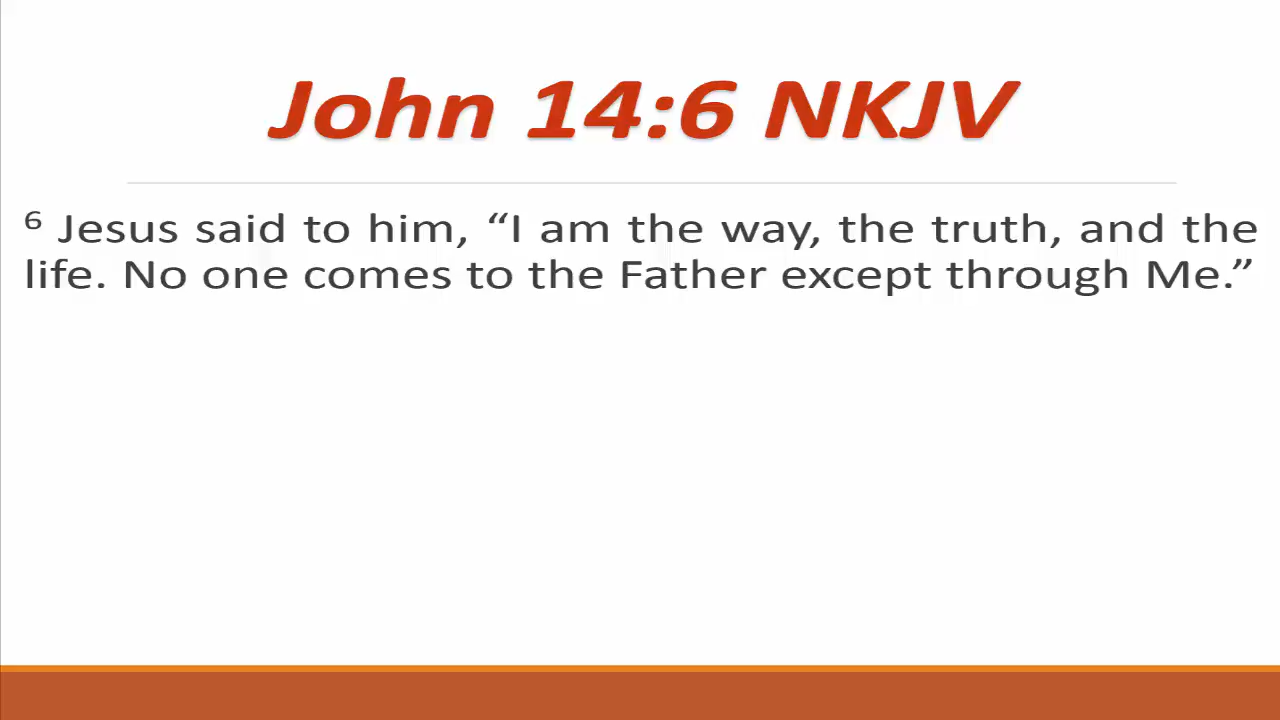 John 14:6 NKJV
6 Jesus said to him, “I am the way, the truth, and the
life. No one comes to the Father except through Me.”